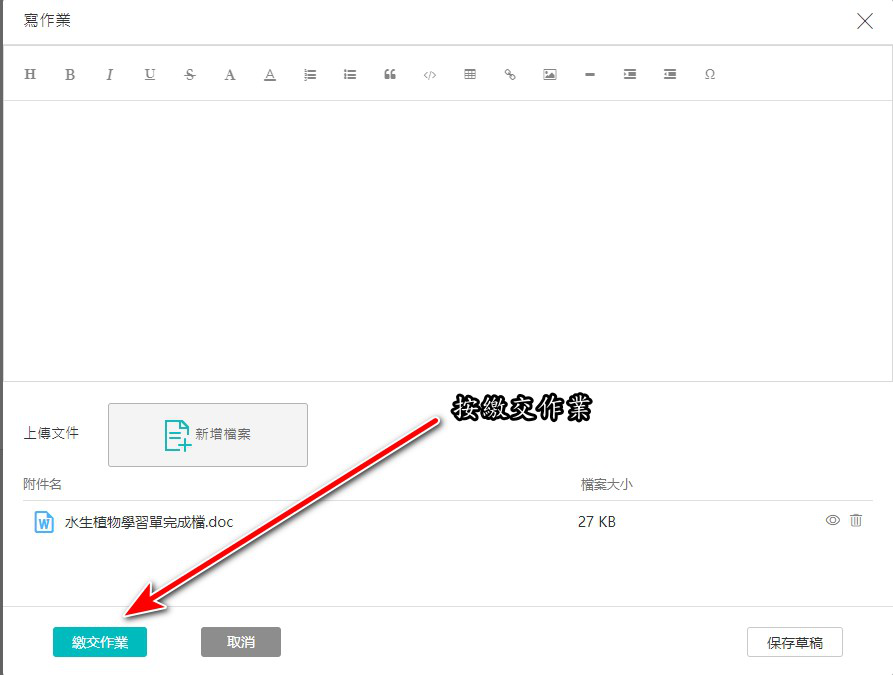 寫作業
H B I U S A A Ω
按繳交作業
上傳文件 新增檔案
附件名 檔案大小
水生植物學習單完成檔.doc 27 KB
繳交作業 取消 保存草稿